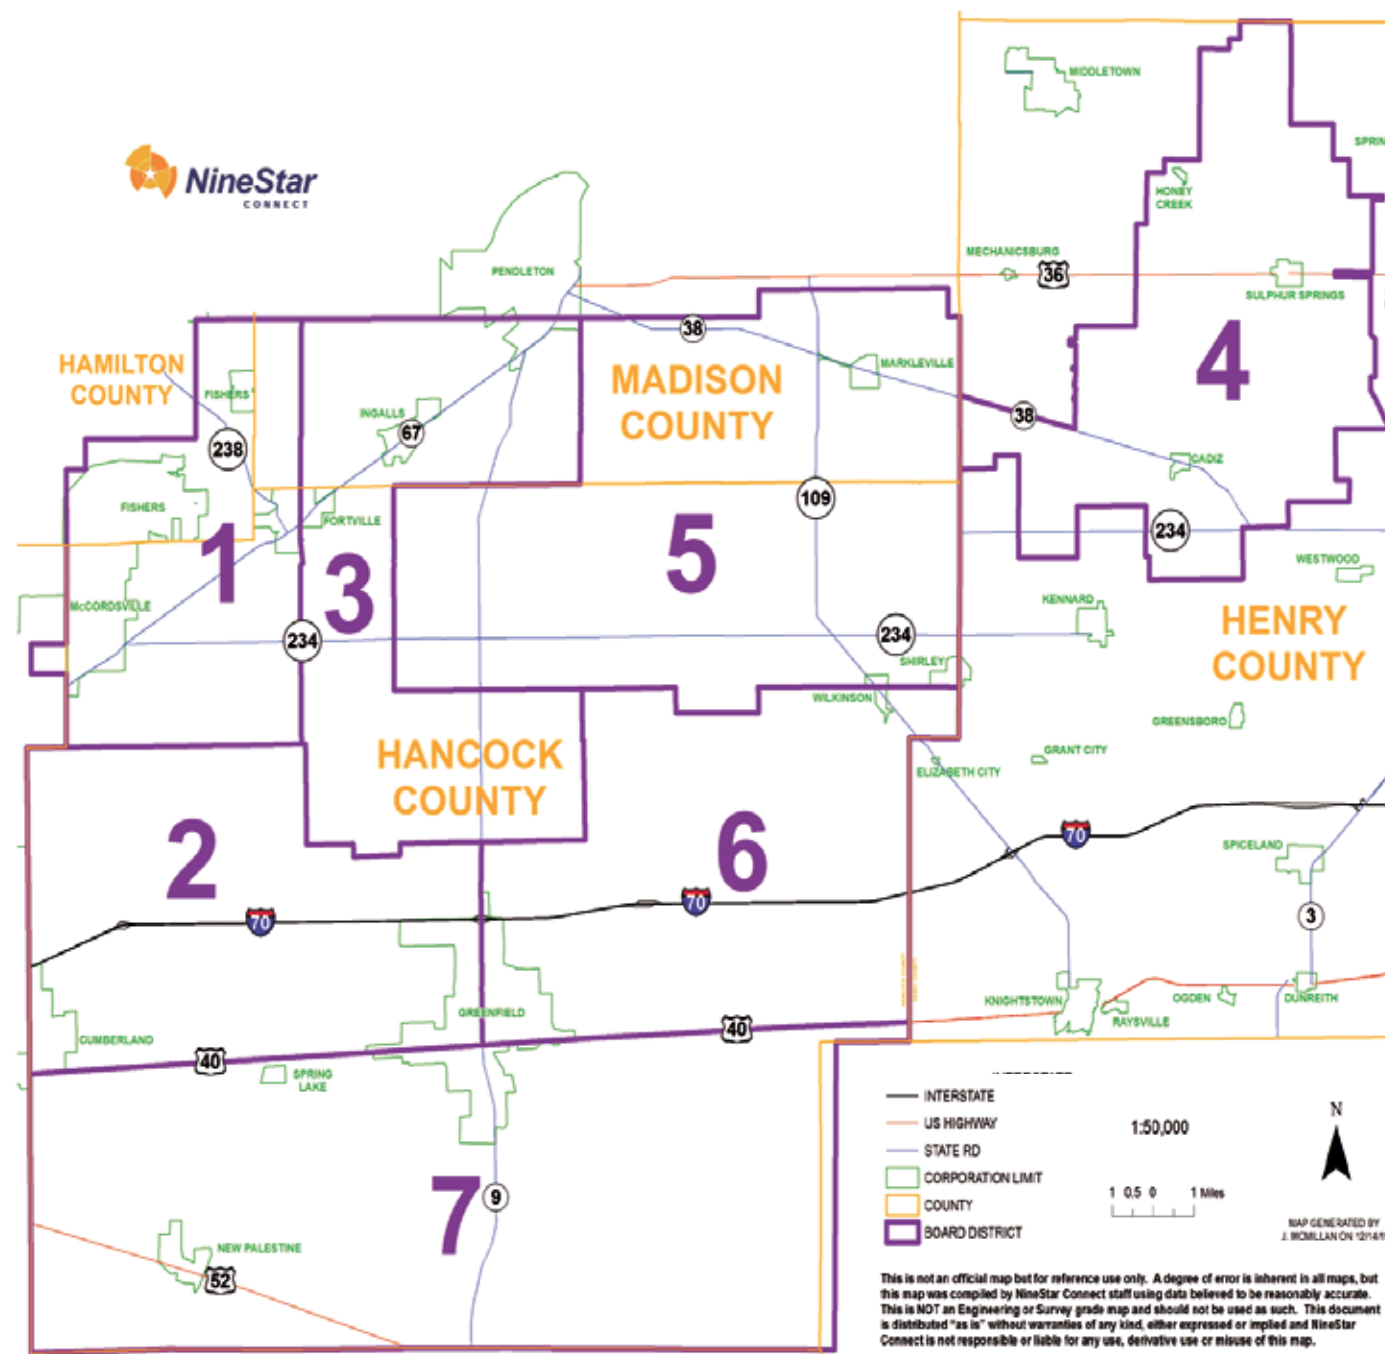 MIDDLETOWN
SPRIN
NineStar
CONNECT
HONEY
CREEK
MECHANICSBURG
36
PENDLETON
SULPHUR SPRINGS
38
4
HAMILTON
COUNTY
FISHERS
MADISON
COUNTY
MARKLEVILLE
INGALLS
67
38
238
CADIZ
109
FISHERS
FORTVILLE
234
1
3
5
WESTWOOD
McCORDSVILLE
KENNARD
234
234
HENRY
COUNTY
SHIRLEY
WILKINSON
GREENSBORO
HANCOCK
COUNTY
GRANT CITY
ELIZABETH CITY
2
6
70
SPICELAND
70
70
3
KNIGHTSTOWN
OGDEN
DUNREITH
GREENFIELD
RAYSVILLE
CUMBERLAND
40
40
SPRING
LAKE
INTERSTATE
US HIGHWAY
STATE RD
CORPORATION LIMIT
COUNTY
BOARD DISTRICT
1:50,000
N
1 0.5 0 1 Miles
MAP GENERATED BY
J. MCMILLAN ON 12/14/1
7
9
NEW PALESTINE
52
This is not an official map but for reference use only. A degree of error is inherent in all maps, but
this map was compiled by NineStar Connect staff using data believed to be reasonably accurate.
This is NOT an Engineering or Survey grade map and should not be used as such. This document
is distributed "as is" without warranties of any kind, either expressed or implied and NineStar
Connect is not responsible or liable for any use, derivative use or misuse of this map.